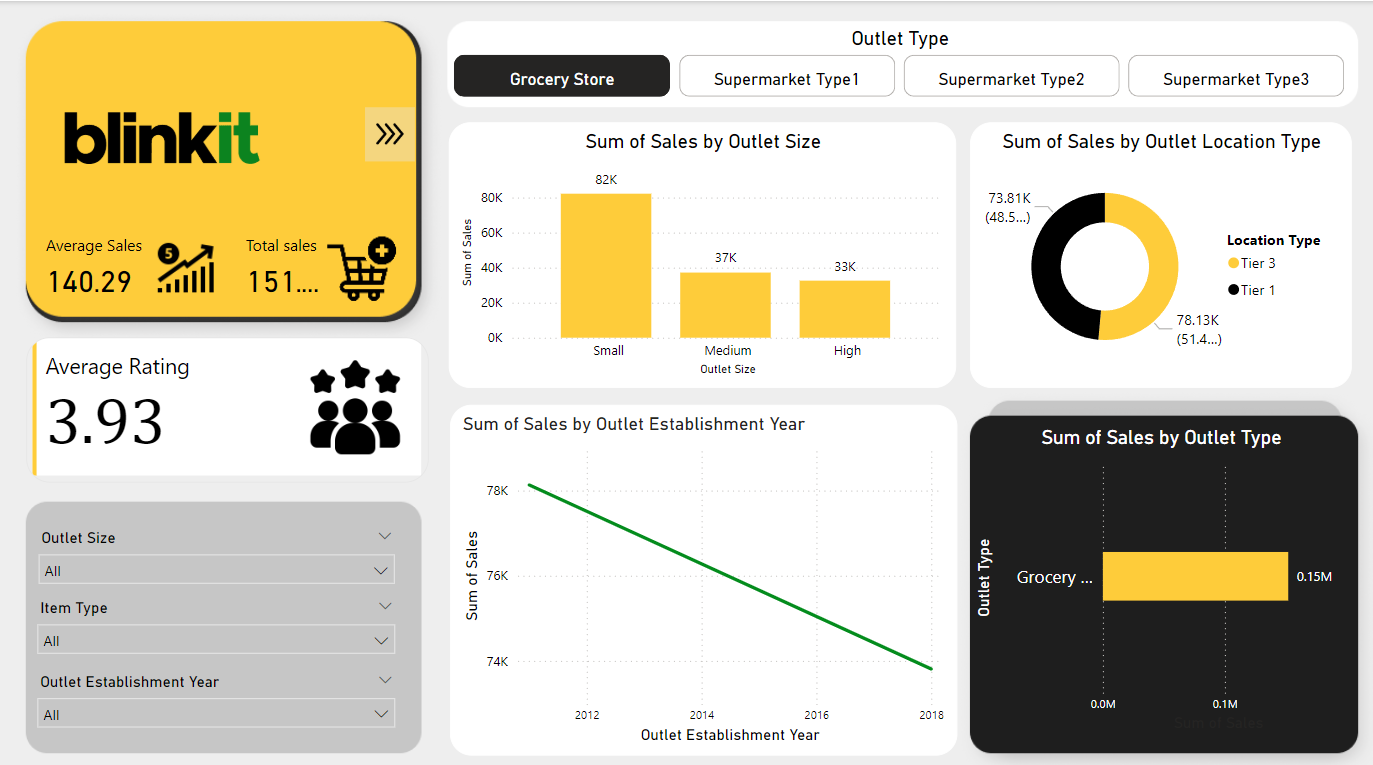 blinkit
Average Sales
140.29
Total sales
151....
Average Rating
3.93
Outlet Size
All
Item Type
All
Outlet Establishment Year
All
Outlet Type
Grocery Store
Supermarket Type1
Supermarket Type2
Supermarket Type3
Sum of Sales by Outlet Size
Sum of Sales
80K
60K
40K
20K
0K
82K
37K
33K
Small
Medium
High
Outlet Size
Sum of Sales by Outlet Location Type
73.81K
(48.5...)
78.13K
(51.4...)
Location Type
Tier 3
Tier 1
Sum of Sales by Outlet Establishment Year
Sum of Sales
78K
76K
74K
2012
2014
2016
2018
Outlet Establishment Year
Sum of Sales by Outlet Type
Outlet Type
Grocery ...
0.15M
0.0M
0.1M
Sum of Sales